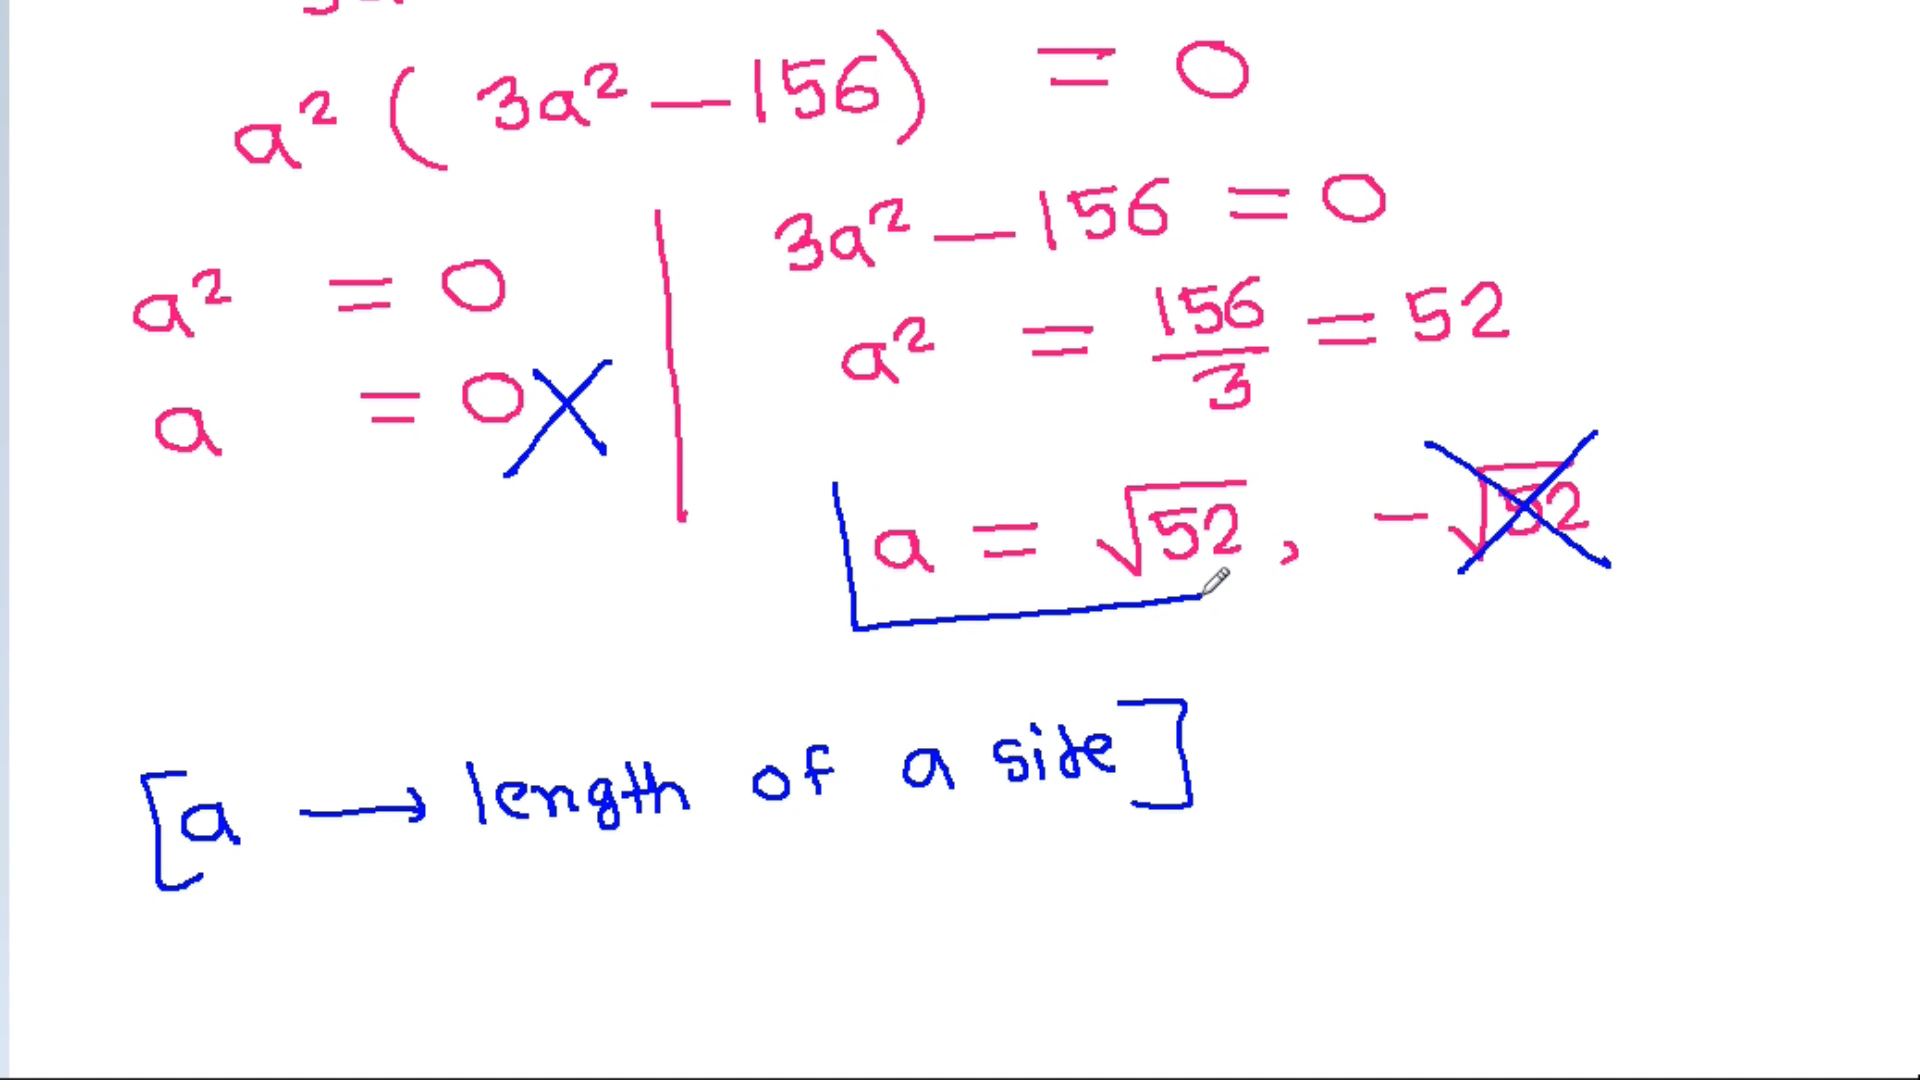 a² ( 3a² — 156) = 0
a² = 0
a = 0
3a² — 156 = 0
a² = 156/3 = 52
a = √52 , - √52
[a → length of a side]